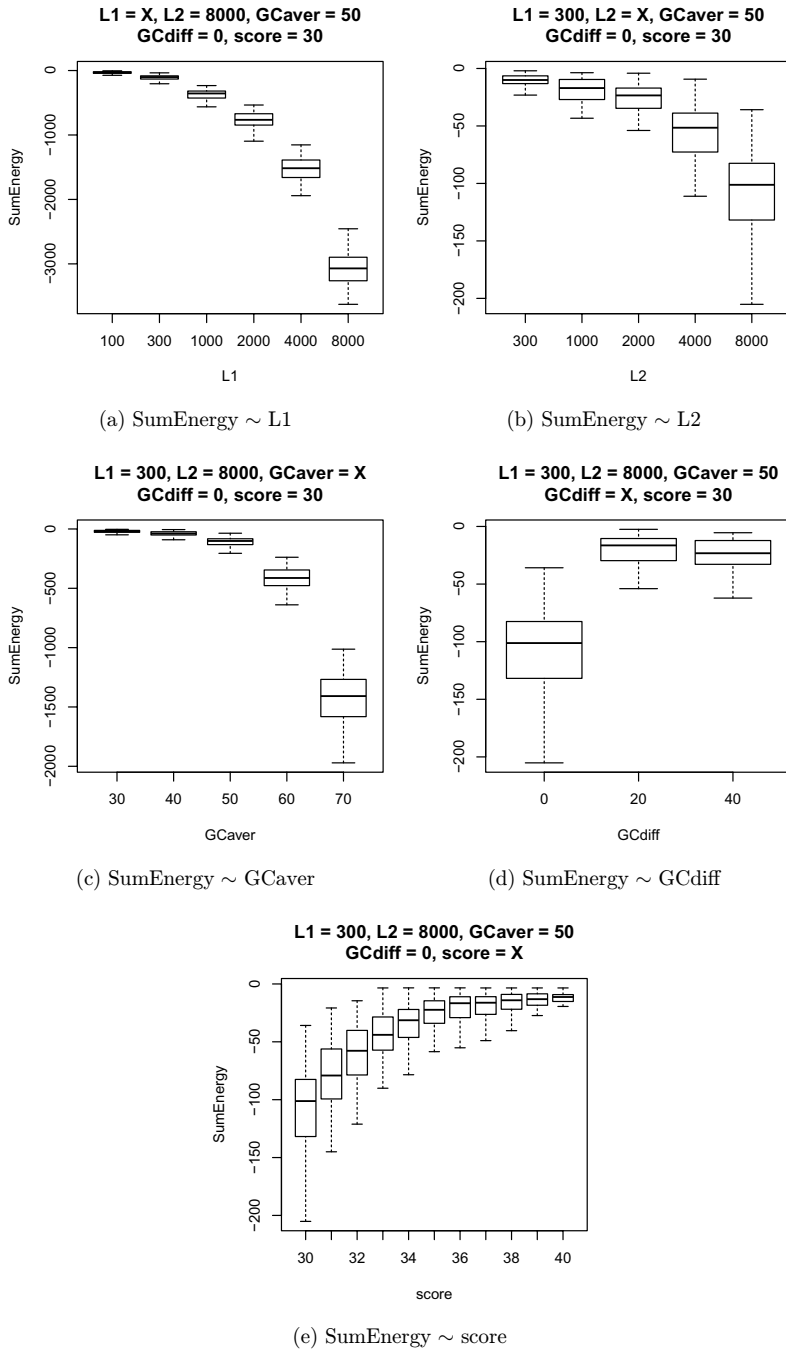 L1 = X, L2 = 8000, GCaver = 50
GCdiff = 0, score = 30
SumEnergy
0
−1000
−2000
−3000
100 300 1000 2000 4000 8000
L1
(a) SumEnergy ∼ L1
L1 = 300, L2 = X, GCaver = 50
GCdiff = 0, score = 30
SumEnergy
0
−50
−100
−150
−200
300 1000 2000 4000 8000
L2
(b) SumEnergy ∼ L2
L1 = 300, L2 = 8000, GCaver = X
GCdiff = 0, score = 30
SumEnergy
0
−500
−1000
−1500
−2000
30 40 50 60 70
GCaver
(c) SumEnergy ∼ GCaver
L1 = 300, L2 = 8000, GCaver = 50
GCdiff = X, score = 30
SumEnergy
0
−50
−100
−150
−200
0 20 40
GCdiff
(d) SumEnergy ∼ GCdiff
L1 = 300, L2 = 8000, GCaver = 50
GCdiff = 0, score = X
SumEnergy
0
−50
−100
−150
−200
30 32 34 36 38 40
score
(e) SumEnergy ∼ score